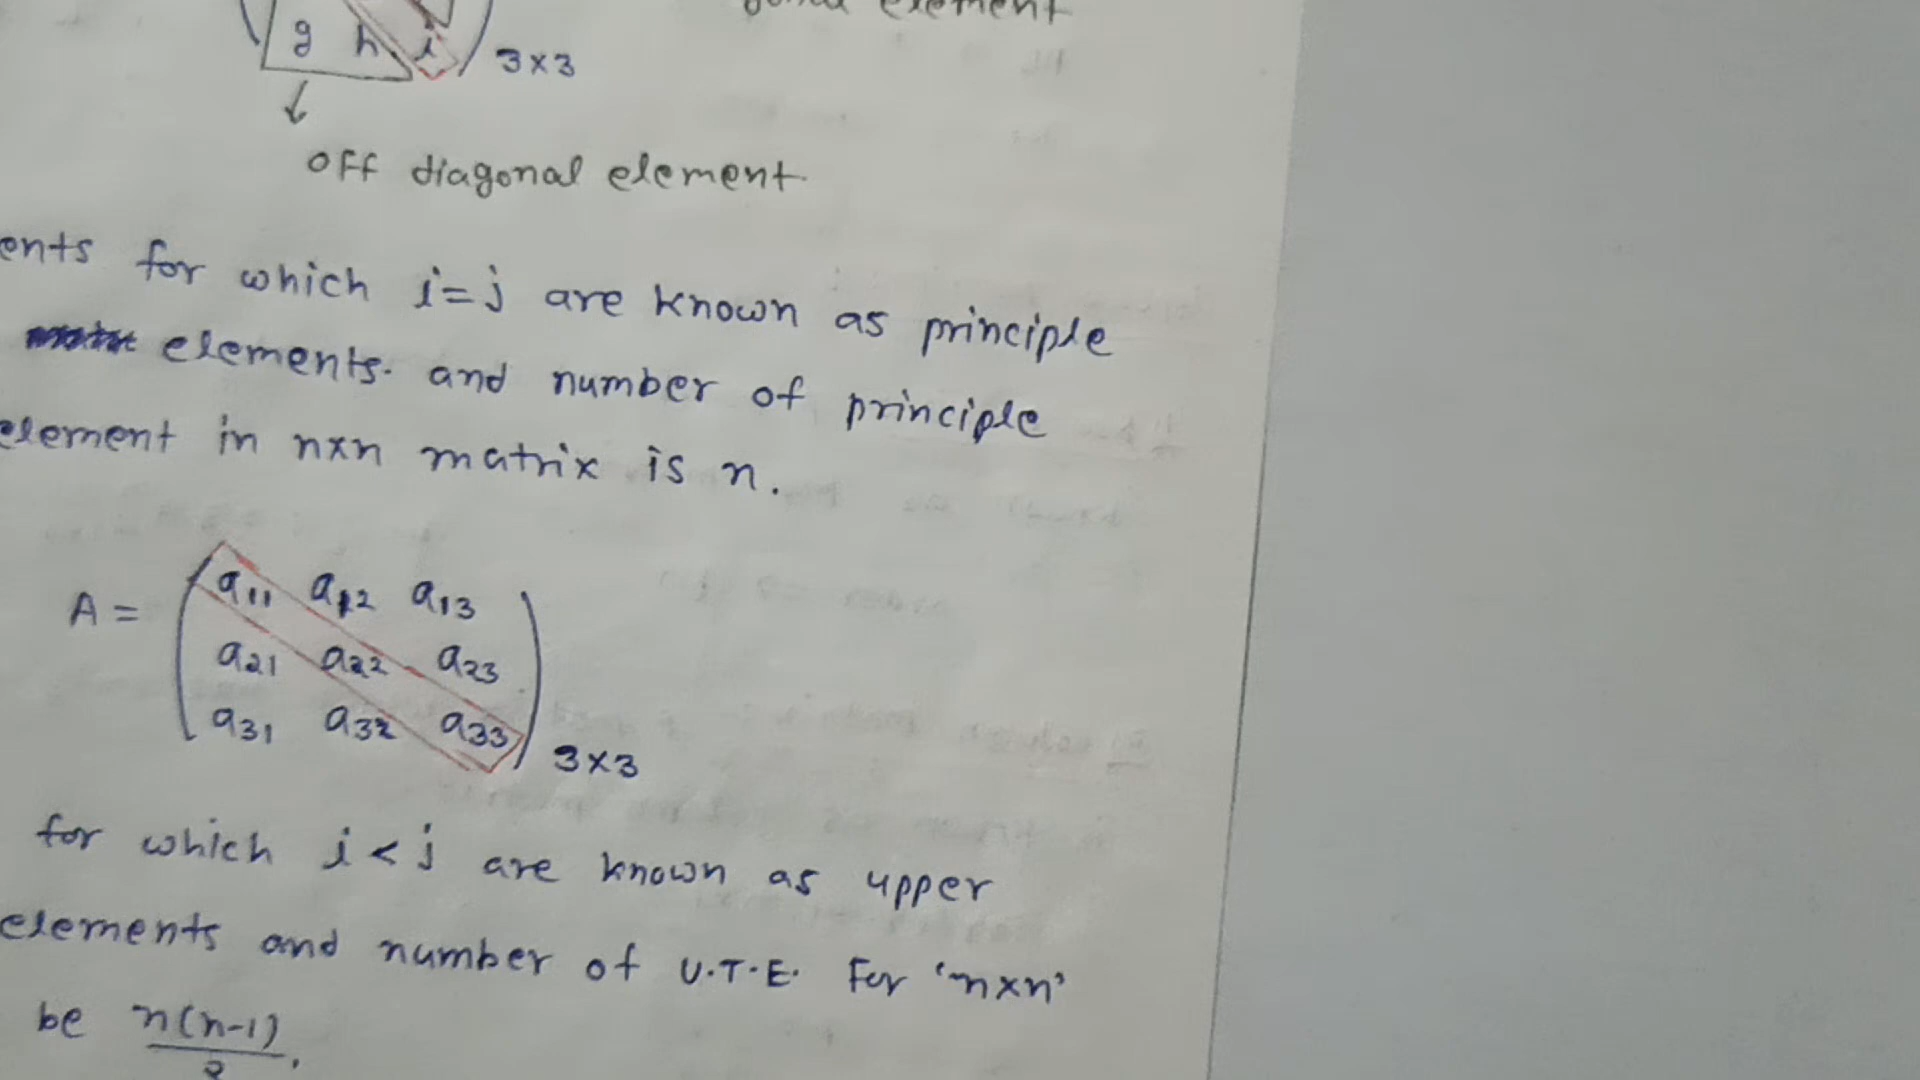 element
g h i 3×3
↓
off diagonal element
ents for which i=j are known as principle
elements. and number of principle
element in n×n matrix is n.
A = ( a11 a12 a13
a21 a22 a23
a31 a32 a33 ) 3×3
for which i<j are known as upper
elements and number of U.T.E. For 'n×n'
be n(n-1)/2.